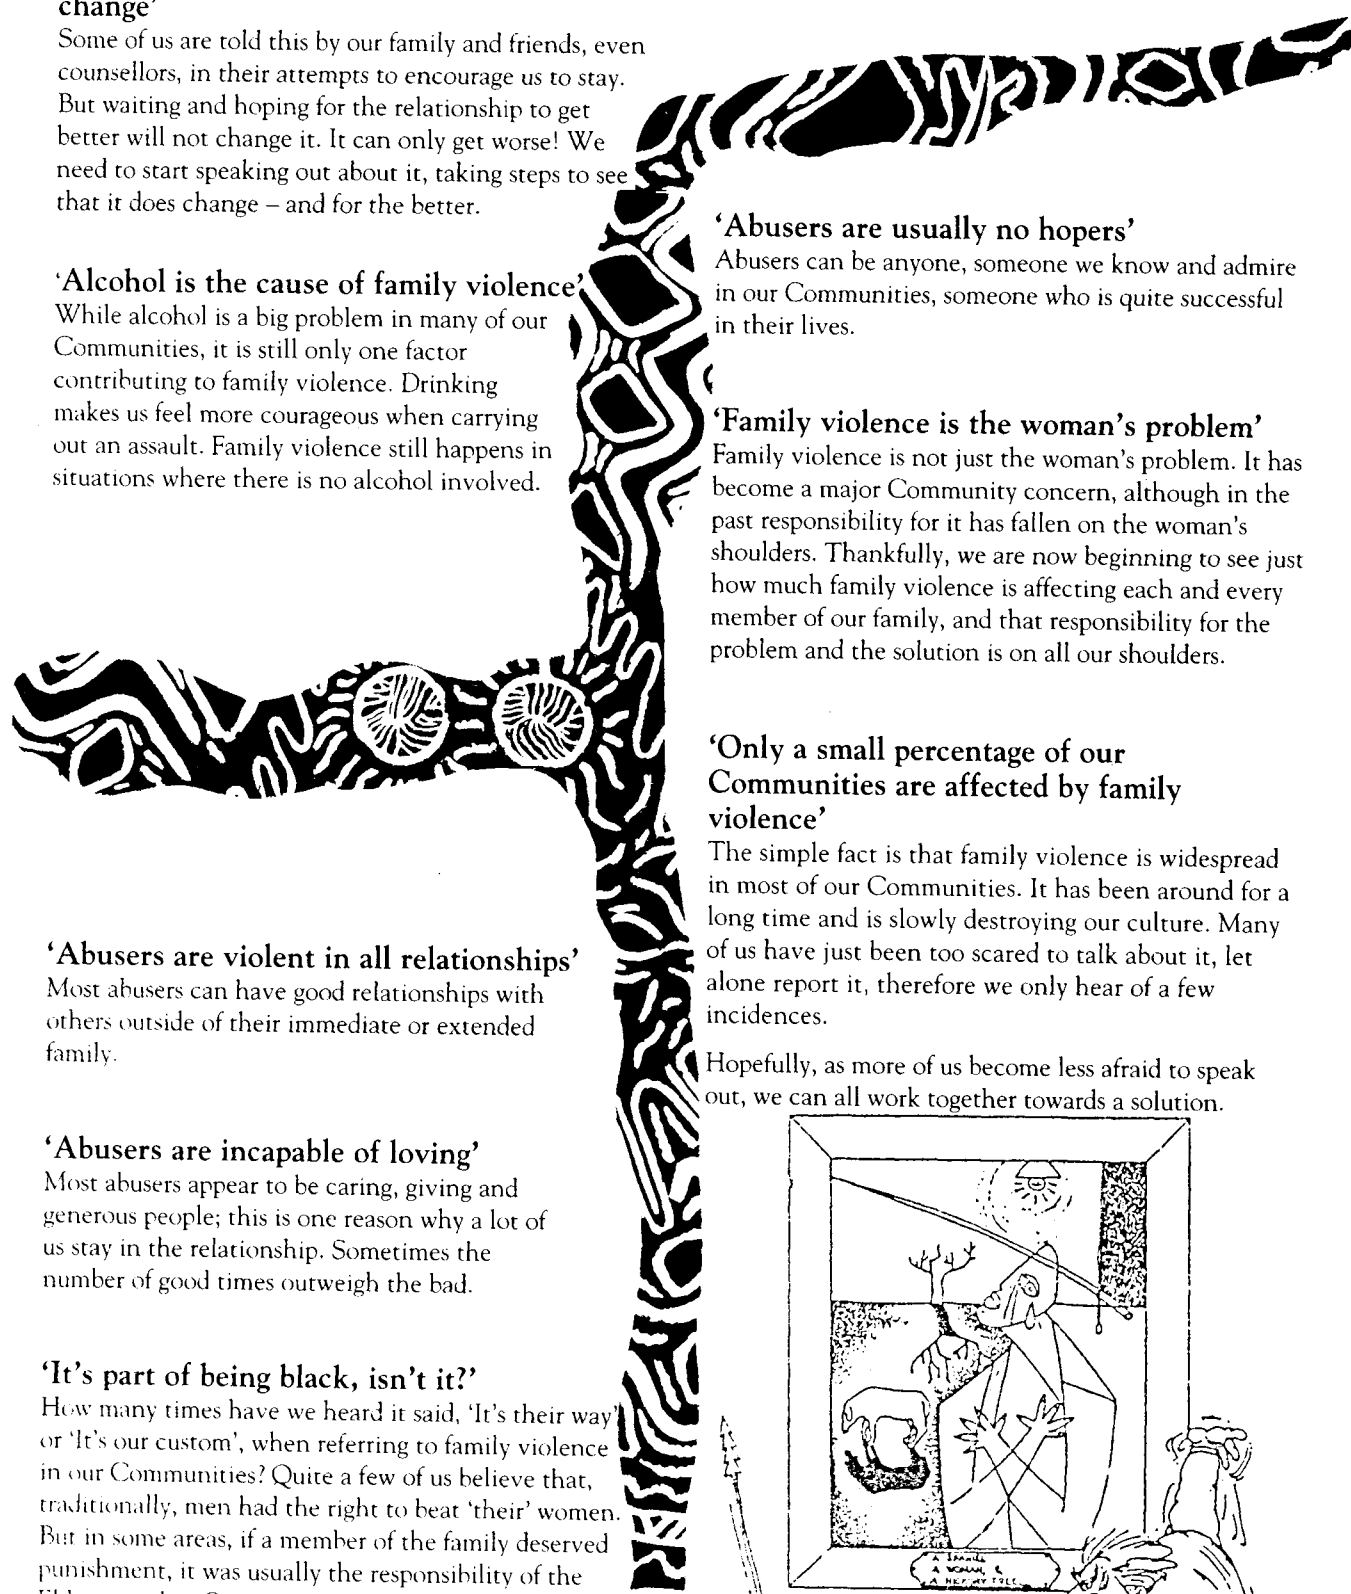 change’
Some of us are told this by our family and friends, even
counsellors, in their attempts to encourage us to stay.
But waiting and hoping for the relationship to get
better will not change it. It can only get worse! We
need to start speaking out about it, taking steps to see
that it does change – and for the better.
‘Alcohol is the cause of family violence’
While alcohol is a big problem in many of our
Communities, it is still only one factor
contributing to family violence. Drinking
makes us feel more courageous when carrying
out an assault. Family violence still happens in
situations where there is no alcohol involved.
‘Abusers are violent in all relationships’
Most abusers can have good relationships with
others outside of their immediate or extended
family.
‘Abusers are incapable of loving’
Most abusers appear to be caring, giving and
generous people; this is one reason why a lot of
us stay in the relationship. Sometimes the
number of good times outweigh the bad.
‘It’s part of being black, isn’t it?’
How many times have we heard it said, ‘It’s their way’
or ‘It’s our custom’, when referring to family violence
in our Communities? Quite a few of us believe that,
traditionally, men had the right to beat ‘their’ women.
But in some areas, if a member of the family deserved
punishment, it was usually the responsibility of the
‘Abusers are usually no hopers’
Abusers can be anyone, someone we know and admire
in our Communities, someone who is quite successful
in their lives.
‘Family violence is the woman’s problem’
Family violence is not just the woman’s problem. It has
become a major Community concern, although in the
past responsibility for it has fallen on the woman’s
shoulders. Thankfully, we are now beginning to see just
how much family violence is affecting each and every
member of our family, and that responsibility for the
problem and the solution is on all our shoulders.
‘Only a small percentage of our
Communities are affected by family
violence’
The simple fact is that family violence is widespread
in most of our Communities. It has been around for a
long time and is slowly destroying our culture. Many
of us have just been too scared to talk about it, let
alone report it, therefore we only hear of a few
incidences.
Hopefully, as more of us become less afraid to speak
out, we can all work together towards a solution.
A
A WOMAN, &
A